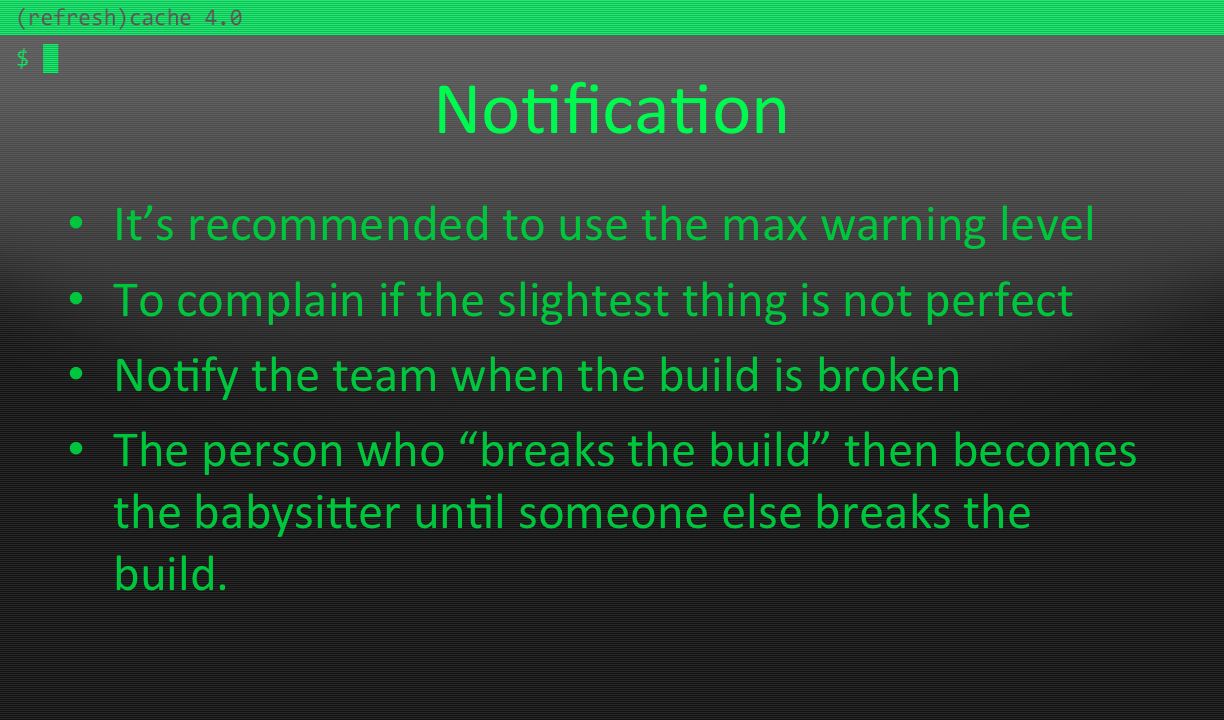 (refresh)cache 4.0
$
Notification
• It’s recommended to use the max warning level
• To complain if the slightest thing is not perfect
• Notify the team when the build is broken
• The person who “breaks the build” then becomes
the babysitter until someone else breaks the
build.